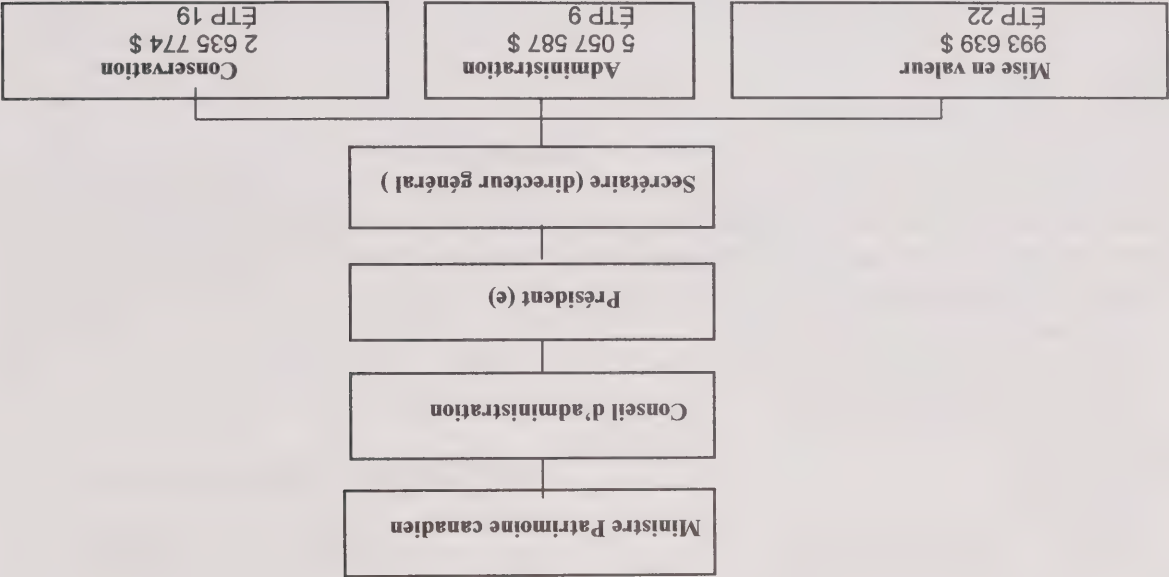 Ministre Patrimoine canadien
Conseil d'administration
Président (e)
Secrétaire (directeur général )
Mise en valeur
993 639 $
ÉTP 22
Administration
5 057 587 $
ÉTP 9
Conservation
2 635 774 $
ÉTP 19